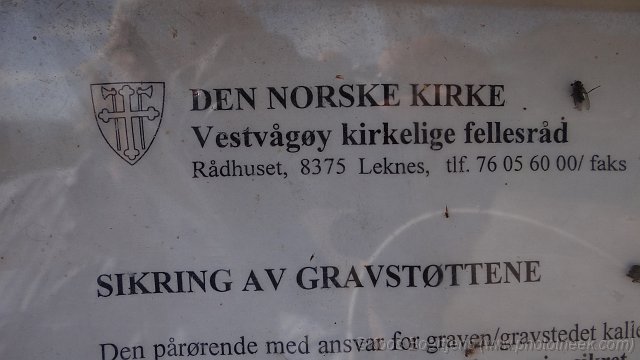 DEN NORSKE KIRKE
Vestvågøy kirkelige fellesråd
Rådhuset, 8375 Leknes, tlf. 76 05 60 00/ faks
SIKRING AV GRAVSTØTTENE
Den pårørende med ansvar for graven/gravstedet kalle